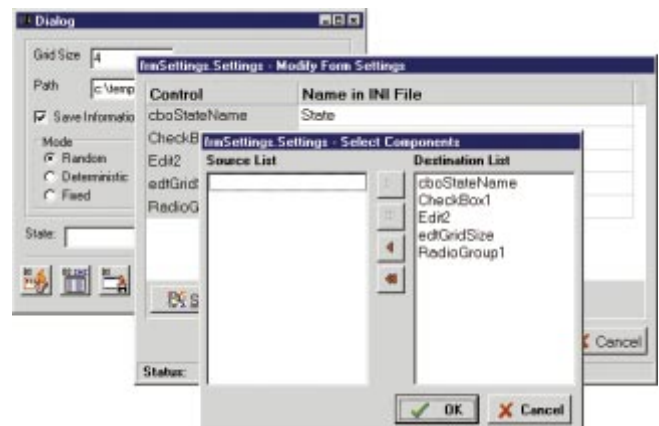 Dialog
Grid Size 4
Path c:\temp
Save Informatio
Mode
Random
Deterministic
Fixed
State:
frmSettings.Settings - Modify Form Settings
Control Name in INI File
cboStateName State
CheckB
Edit2
edtGrid
RadioG
S
Cancel
Status:
frmSettings.Settings - Select Components
Source List Destination List
cboStateName
CheckBox1
Edit2
edtGridSize
RadioGroup1
OK Cancel